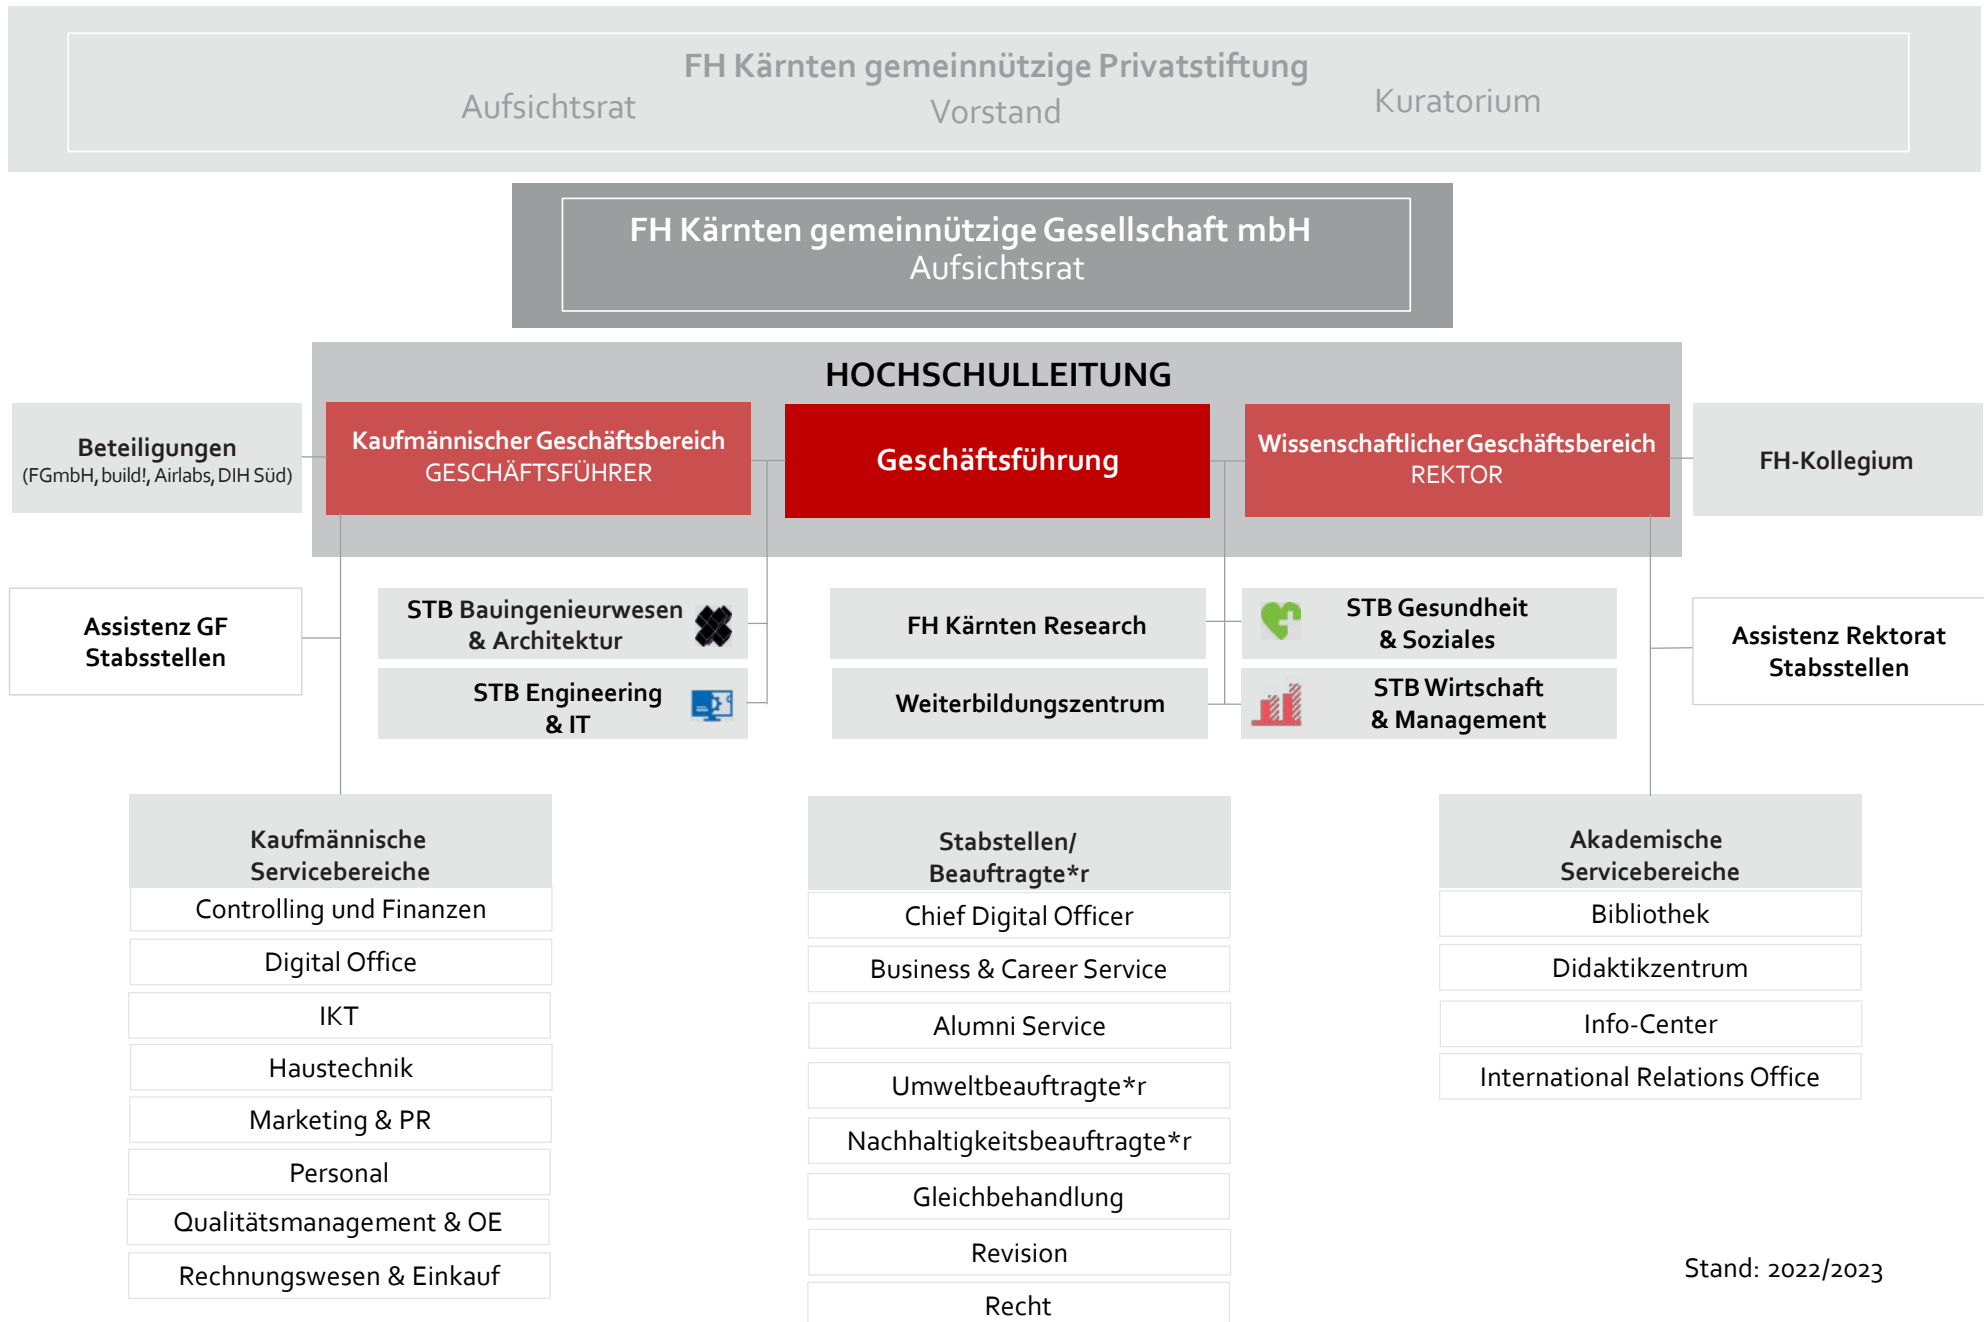 FH Kärnten gemeinnützige Privatstiftung
Aufsichtsrat
Vorstand
Kuratorium
FH Kärnten gemeinnützige Gesellschaft mbH
Aufsichtsrat
HOCHSCHULLEITUNG
Beteiligungen
(FGmbH, build!, Airlabs, DIH Süd)
Kaufmännischer Geschäftsbereich
GESCHÄFTSFÜHRER
Geschäftsführung
Wissenschaftlicher Geschäftsbereich
REKTOR
FH-Kollegium
Assistenz GF
Stabsstellen
STB Bauingenieurwesen
& Architektur
STB Engineering
& IT
FH Kärnten Research
Weiterbildungszentrum
STB Gesundheit
& Soziales
STB Wirtschaft
& Management
Assistenz Rektorat
Stabsstellen
Kaufmännische
Servicebereiche
Controlling und Finanzen
Digital Office
IKT
Haustechnik
Marketing & PR
Personal
Qualitätsmanagement & OE
Rechnungswesen & Einkauf
Stabstellen/
Beauftragte*r
Chief Digital Officer
Business & Career Service
Alumni Service
Umweltbeauftragte*r
Nachhaltigkeitsbeauftragte*r
Gleichbehandlung
Revision
Recht
Akademische
Servicebereiche
Bibliothek
Didaktikzentrum
Info-Center
International Relations Office
Stand: 2022/2023